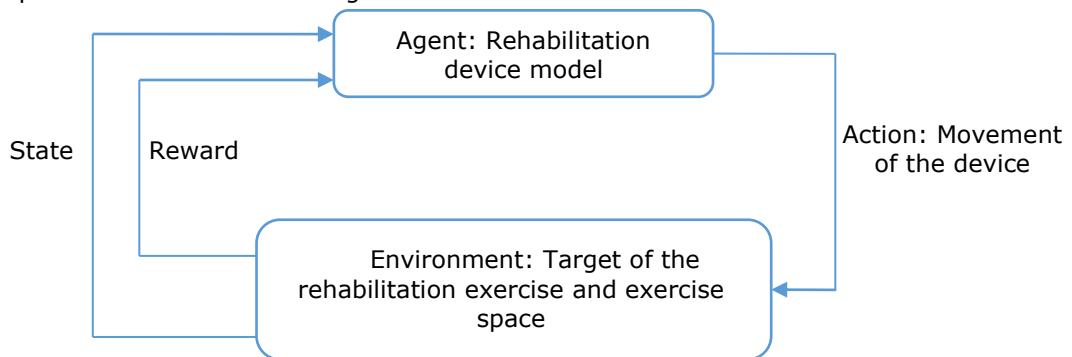 Agent: Rehabilitation
device model
State
Reward
Action: Movement
of the device
Environment: Target of the
rehabilitation exercise and exercise
space